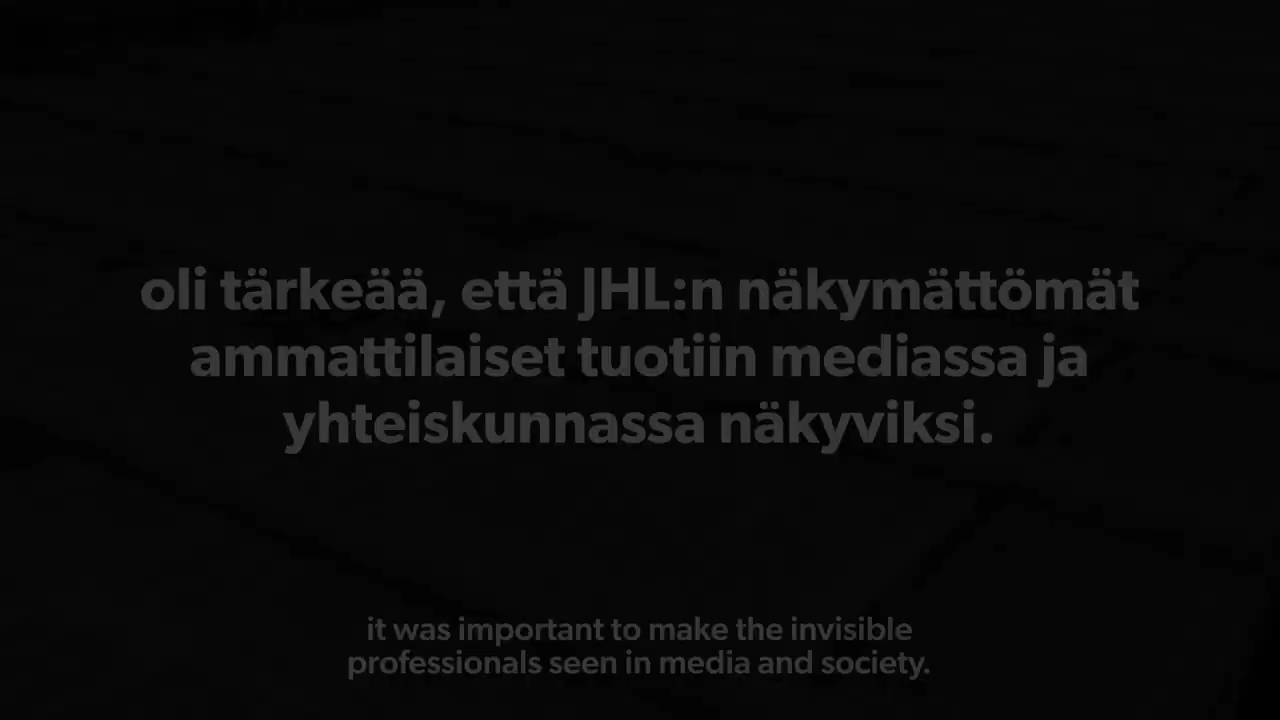 oli tärkeää, että JHL:n näkymättömät
ammattilaiset tuotiin mediassa ja
yhteiskunnassa näkyviksi.
it was important to make the invisible
professionals seen in media and society.